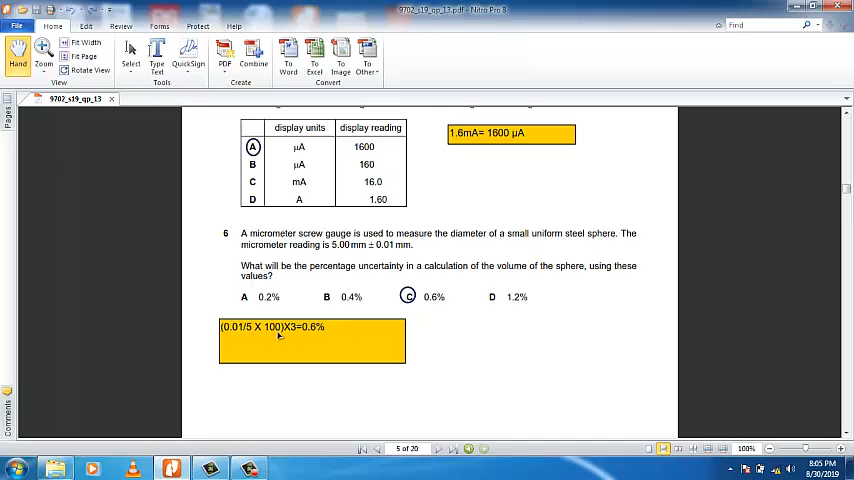 9702_s19_qp_13.pdf - Nitro Pro 8
File
Home
Edit
Review
Forms
Protect
Help
Find
Hand
Zoom
Fit Width
Fit Page
Rotate View
View
Select
Type Text
QuickSign
Tools
PDF
Combine
Create
To Word
To Excel
To Image
To Other
Convert
9702_s19_qp_13
Pages
Comments
display units display reading
A µA 1600
B µA 160
C mA 16.0
D A 1.60
1.6mA= 1600 µA
6 A micrometer screw gauge is used to measure the diameter of a small uniform steel sphere. The
micrometer reading is 5.00 mm ± 0.01 mm.
What will be the percentage uncertainty in a calculation of the volume of the sphere, using these
values?
A 0.2% B 0.4% C 0.6% D 1.2%
(0.01/5 X 100)X3=0.6%
5 of 20
100%
8:05 PM
8/30/2019